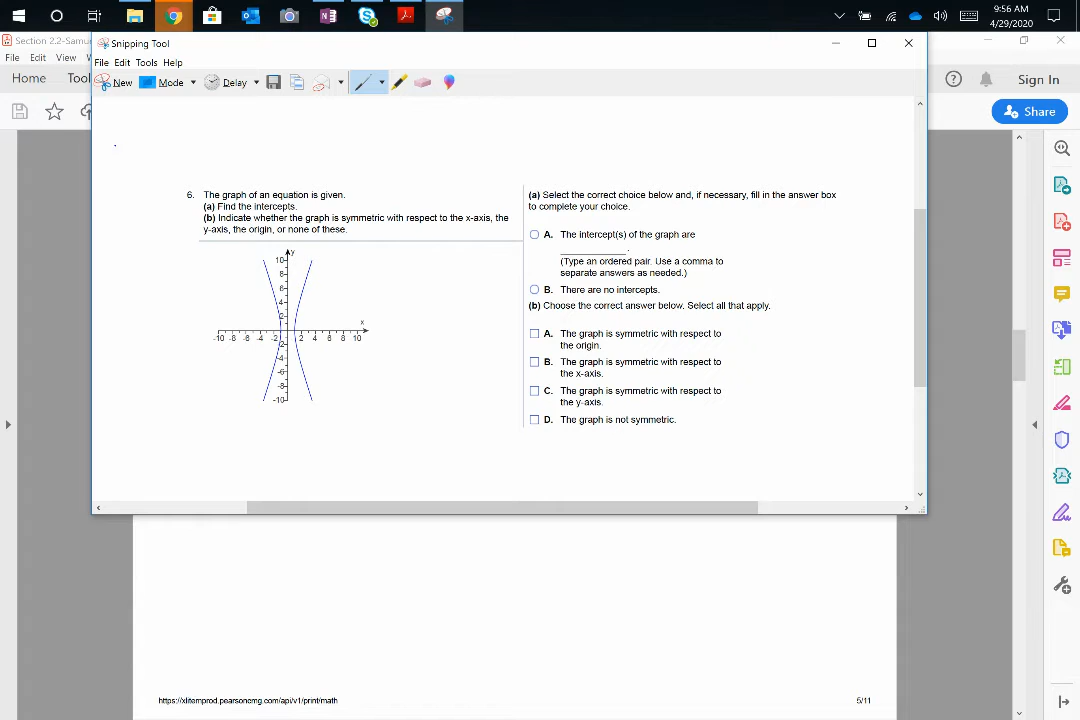 9:56 AM
4/29/2020
Section 2.2-Samu
Snipping Tool
File Edit View
File Edit Tools Help
Home
Tool
New
Mode
Delay
Sign In
Share
6. The graph of an equation is given.
(a) Find the intercepts.
(b) Indicate whether the graph is symmetric with respect to the x-axis, the
y-axis, the origin, or none of these.
y
10
8
6
4
2
x
-10 -8 -6 -4 -2 2 4 6 8 10
-2
-4
-6
-8
-10
(a) Select the correct choice below and, if necessary, fill in the answer box
to complete your choice.
A. The intercept(s) of the graph are
.
(Type an ordered pair. Use a comma to
separate answers as needed.)
B. There are no intercepts.
(b) Choose the correct answer below. Select all that apply.
A. The graph is symmetric with respect to
the origin.
B. The graph is symmetric with respect to
the x-axis.
C. The graph is symmetric with respect to
the y-axis.
D. The graph is not symmetric.
https://xlitemprod.pearsoncmg.com/api/v1/print/math
5/11